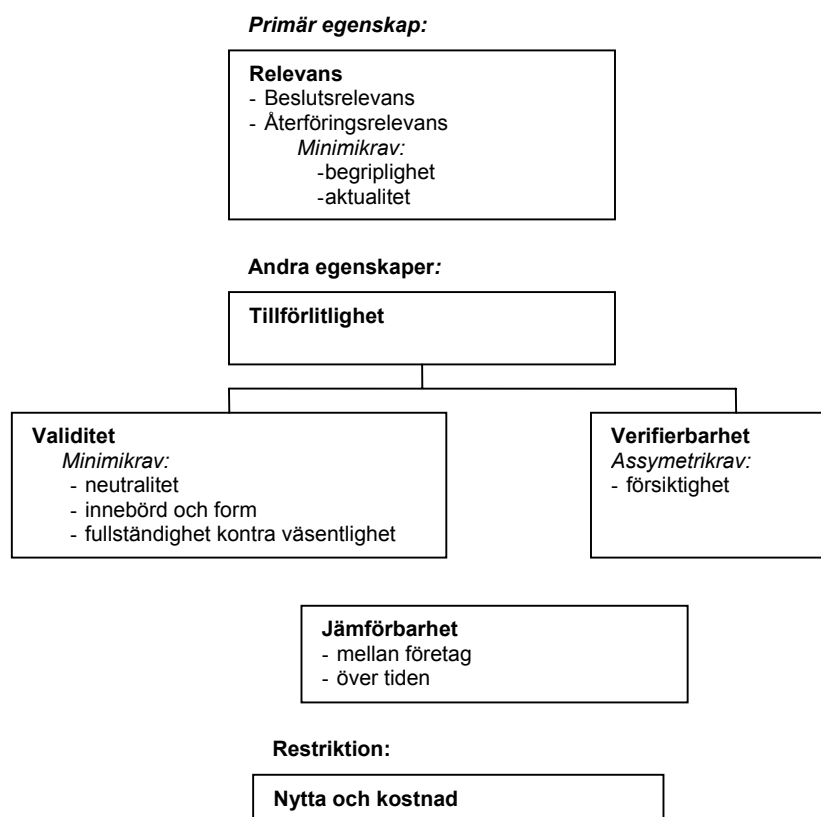 Primär egenskap:
Relevans
- Beslutsrelevans
- Återföringsrelevans
Minimikrav:
-begriplighet
-aktualitet
Andra egenskaper:
Tillförlitlighet
Validitet
Minimikrav:
- neutralitet
- innebörd och form
- fullständighet kontra väsentlighet
Verifierbarhet
Assymetrikrav:
- försiktighet
Jämförbarhet
- mellan företag
- över tiden
Restriktion:
Nytta och kostnad